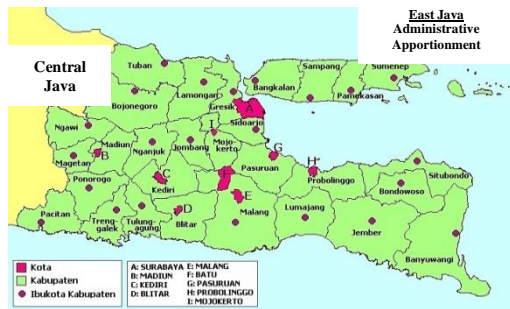 East Java
Administrative
Apportionment
Central
Java
Tuban
Lamongan
Bojonegoro
Gresik
Bangkalan
Sampang
Sumenep
Pamekasan
A
Sidoarjo
I
Ngawi
Madiun
B
Magetan
Nganjuk
Jombang
Mojo-
kerto
G
Pasuruan
H
Probolinggo
Situbondo
Bondowoso
Ponorogo
C
Kediri
F
E
Pacitan
Treng-
galek
Tulung-
agung
D
Blitar
Malang
Lumajang
Jember
Banyuwangi
Kota
Kabupaten
Ibukota Kabupaten
A: SURABAYA E: MALANG
B: MADIUN F: BATU
C: KEDIRI G: PASURUAN
D: BLITAR H: PROBOLINGGO
I: MOJOKERTO